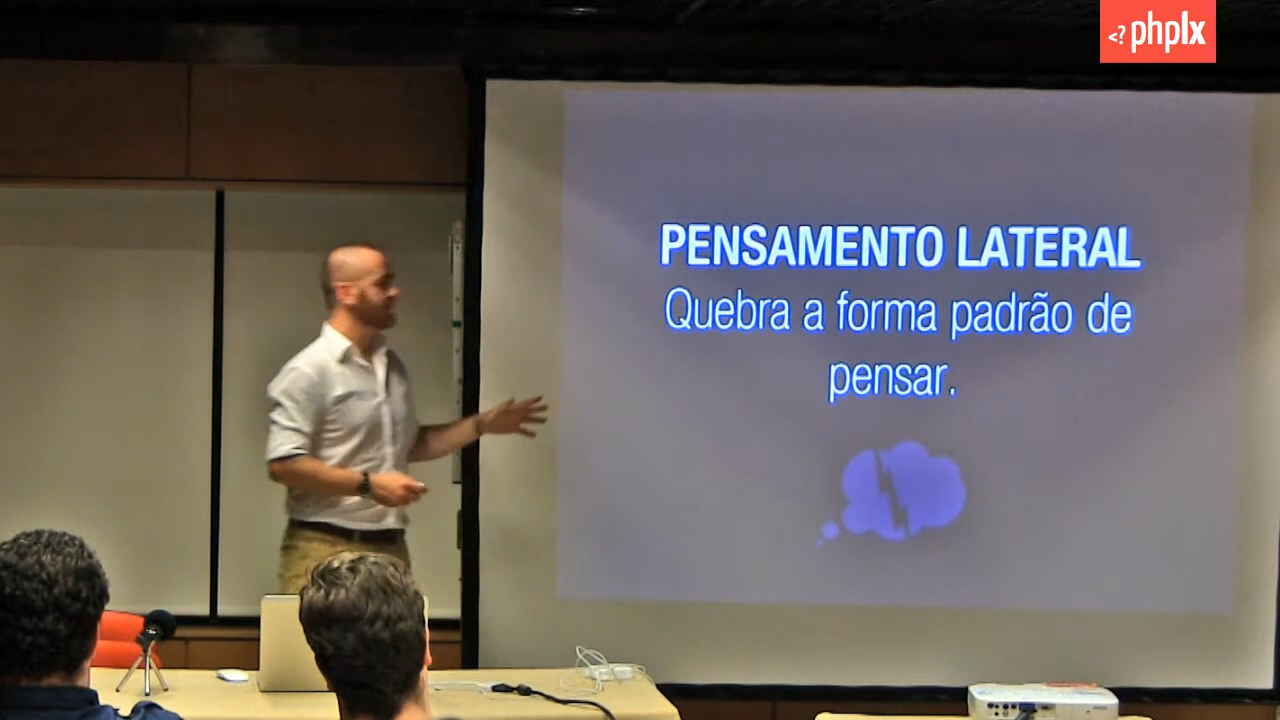 <? phplx
PENSAMENTO LATERAL
Quebra a forma padrão de
pensar.